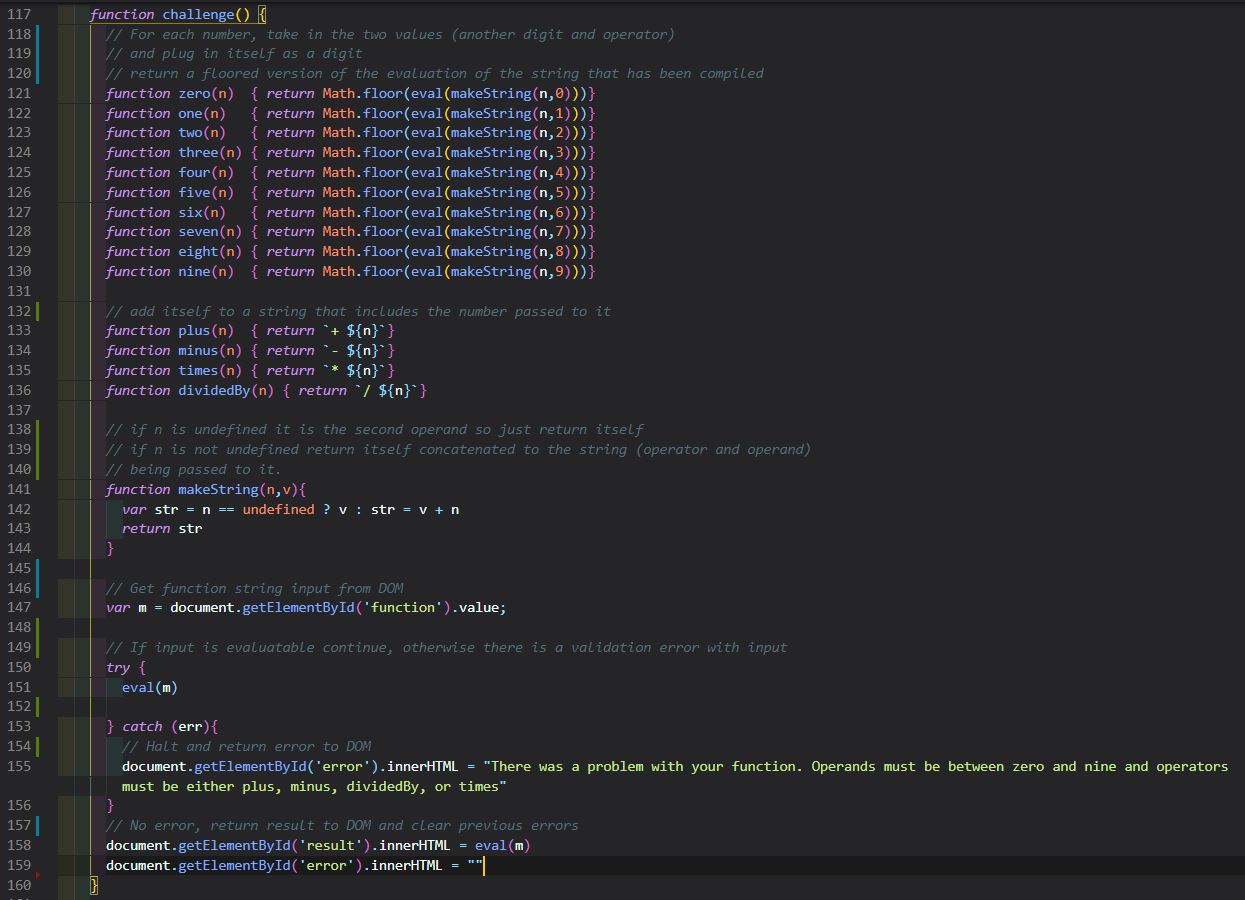 117 function challenge() {
118 // For each number, take in the two values (another digit and operator)
119 // and plug in itself as a digit
120 // return a floored version of the evaluation of the string that has been compiled
121 function zero(n)  { return Math.floor(eval(makeString(n,0)))}
122 function one(n)   { return Math.floor(eval(makeString(n,1)))}
123 function two(n)   { return Math.floor(eval(makeString(n,2)))}
124 function three(n) { return Math.floor(eval(makeString(n,3)))}
125 function four(n)  { return Math.floor(eval(makeString(n,4)))}
126 function five(n)  { return Math.floor(eval(makeString(n,5)))}
127 function six(n)   { return Math.floor(eval(makeString(n,6)))}
128 function seven(n) { return Math.floor(eval(makeString(n,7)))}
129 function eight(n) { return Math.floor(eval(makeString(n,8)))}
130 function nine(n)  { return Math.floor(eval(makeString(n,9)))}
131
132 // add itself to a string that includes the number passed to it
133 function plus(n)  { return `+ ${n}`}
134 function minus(n) { return `- ${n}`}
135 function times(n) { return `* ${n}`}
136 function dividedBy(n) { return `/ ${n}`}
137
138 // if n is undefined it is the second operand so just return itself
139 // if n is not undefined return itself concatenated to the string (operator and operand)
140 // being passed to it.
141 function makeString(n,v){
142 var str = n == undefined ? v : str = v + n
143 return str
144 }
145
146 // Get function string input from DOM
147 var m = document.getElementById('function').value;
148
149 // If input is evaluatable continue, otherwise there is a validation error with input
150 try {
151 eval(m)
152
153 } catch (err){
154 // Halt and return error to DOM
155 document.getElementById('error').innerHTML = "There was a problem with your function. Operands must be between zero and nine and operators
must be either plus, minus, dividedBy, or times"
156 }
157 // No error, return result to DOM and clear previous errors
158 document.getElementById('result').innerHTML = eval(m)
159 document.getElementById('error').innerHTML = ""
160 }